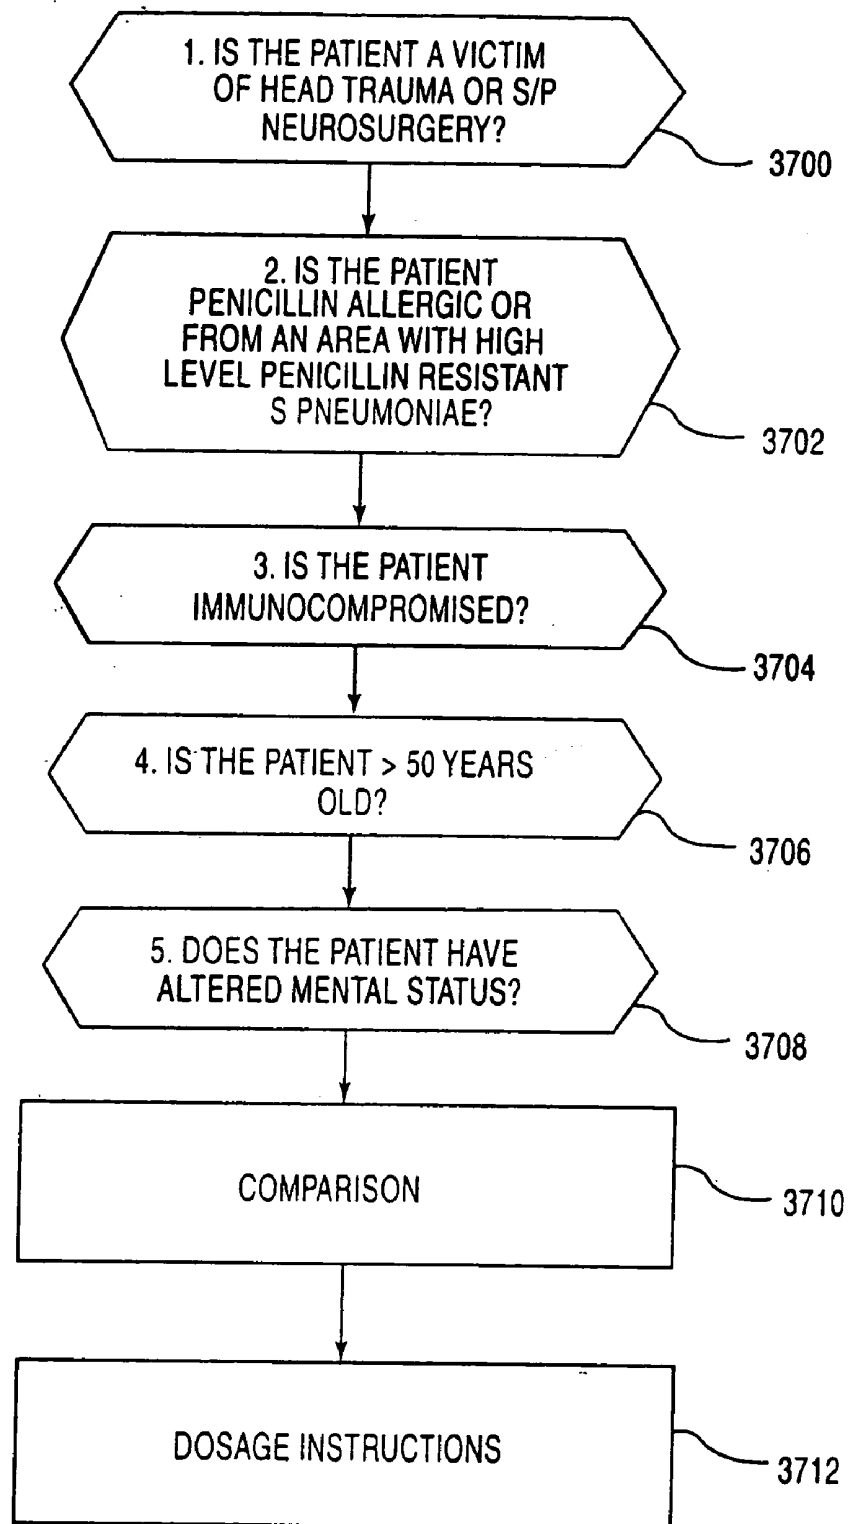 1. IS THE PATIENT A VICTIM
OF HEAD TRAUMA OR S/P
NEUROSURGERY?
3700
2. IS THE PATIENT
PENICILLIN ALLERGIC OR
FROM AN AREA WITH HIGH
LEVEL PENICILLIN RESISTANT
S PNEUMONIAE?
3702
3. IS THE PATIENT
IMMUNOCOMPROMISED?
3704
4. IS THE PATIENT > 50 YEARS
OLD?
3706
5. DOES THE PATIENT HAVE
ALTERED MENTAL STATUS?
3708
COMPARISON
3710
DOSAGE INSTRUCTIONS
3712